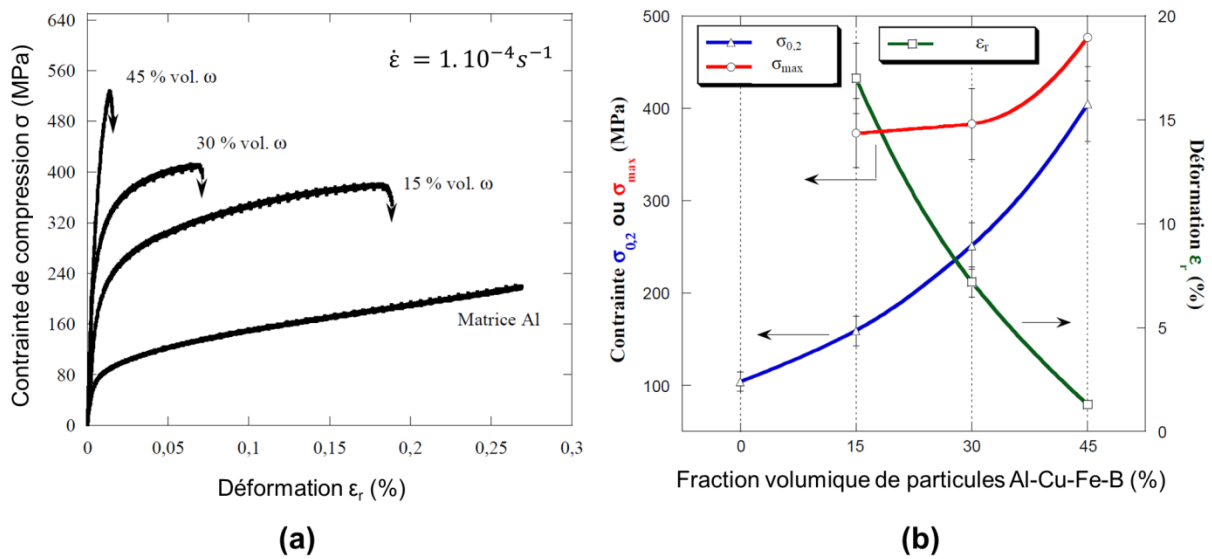 640
560
480
400
320
240
160
80
0
Contrainte de compression σ (MPa)
ε̇ = 1. 10⁻⁴s⁻¹
45 % vol. ω
30 % vol. ω
15 % vol. ω
Matrice Al
0
0,05
0,1
0,15
0,2
0,25
0,3
Déformation εr (%)
(a)
500
400
300
200
100
Contrainte σ0,2 ou σmax (MPa)
σ0,2
σmax
εr
20
15
10
5
0
Déformation εr (%)
0
15
30
45
Fraction volumique de particules Al-Cu-Fe-B (%)
(b)